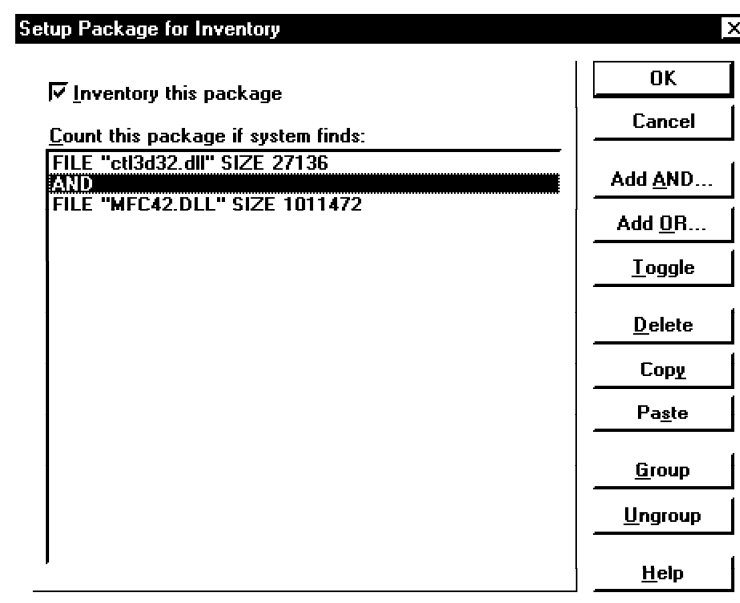 Setup Package for Inventory
Inventory this package
Count this package if system finds:
FILE "ctl3d32.dll" SIZE 27136
AND
FILE "MFC42.DLL" SIZE 1011472
OK
Cancel
Add AND...
Add OR...
Toggle
Delete
Copy
Paste
Group
Ungroup
Help